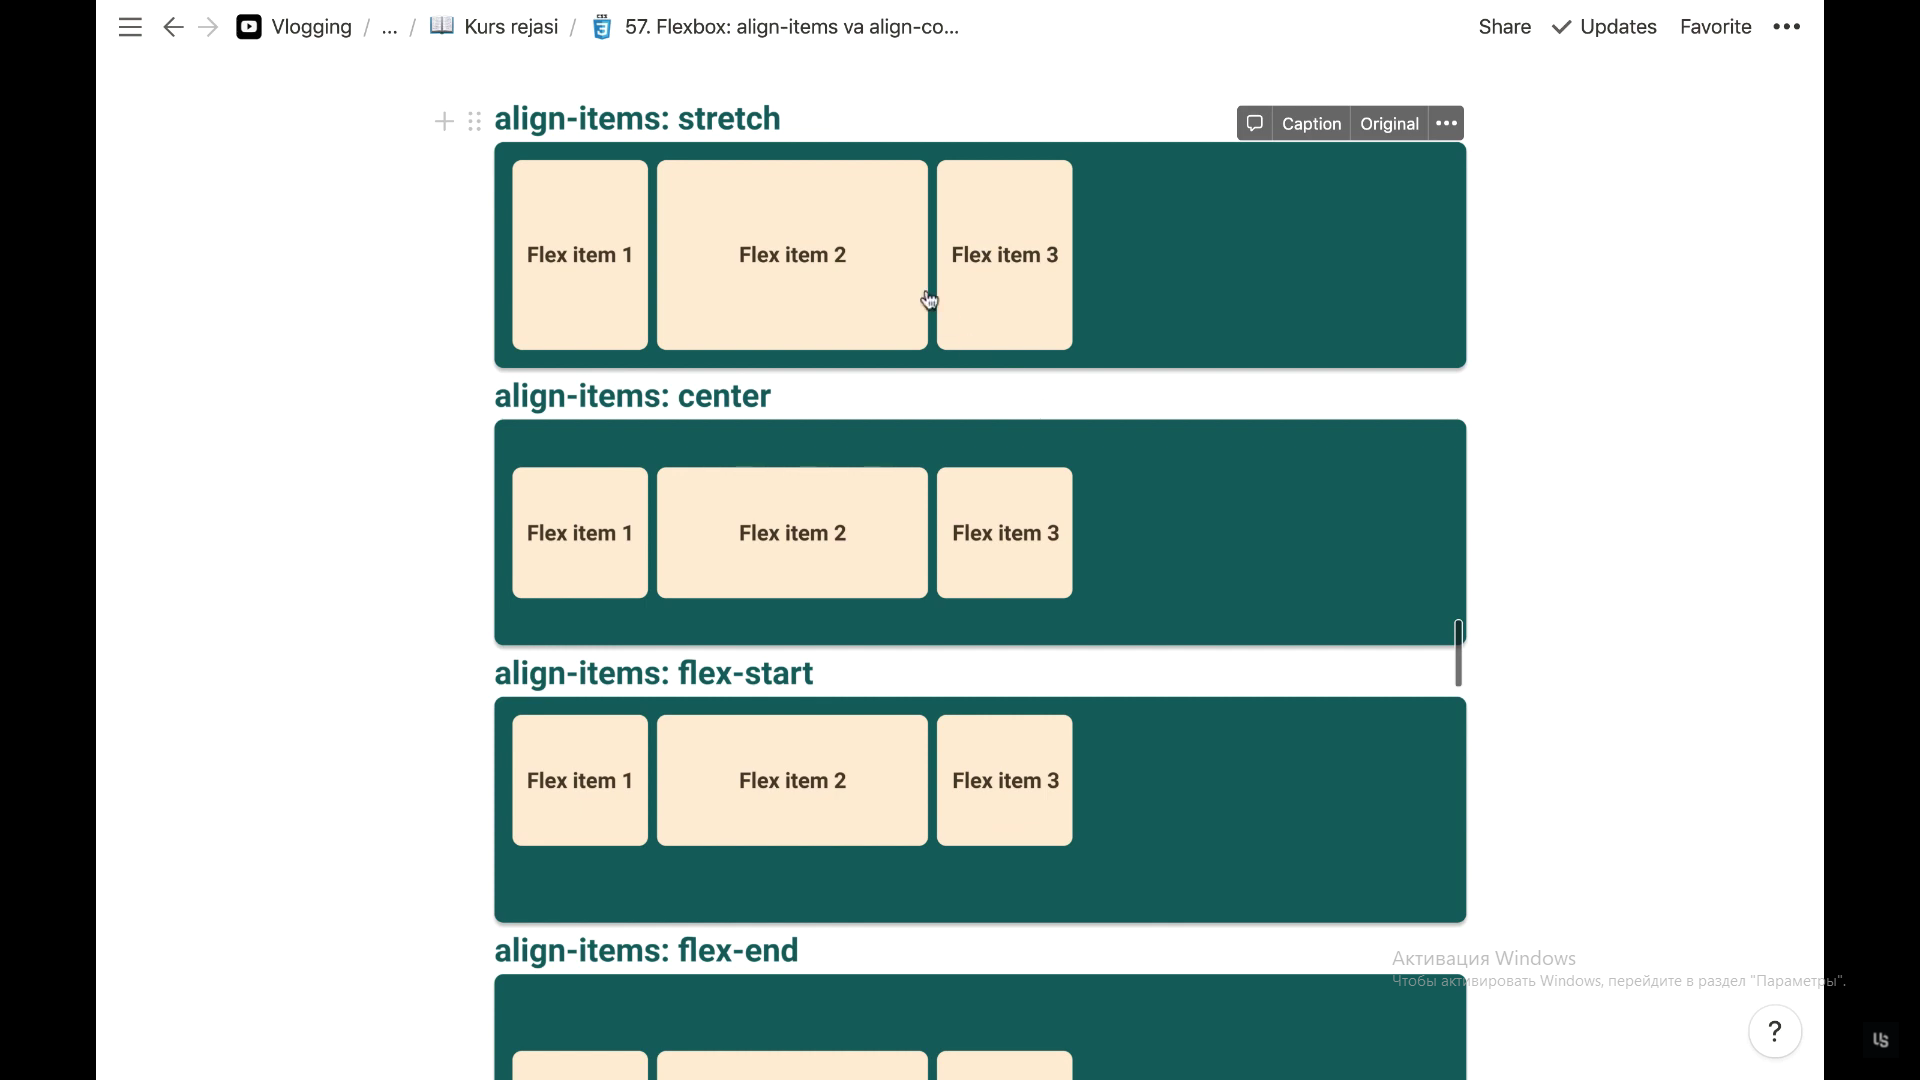 Vlogging / ... / Kurs rejasi / 57. Flexbox: align-items va align-co...
Share Updates Favorite •••
align-items: stretch
Caption Original •••
Flex item 1 Flex item 2 Flex item 3
align-items: center
Flex item 1 Flex item 2 Flex item 3
align-items: flex-start
Flex item 1 Flex item 2 Flex item 3
align-items: flex-end
Активация Windows
Чтобы активировать Windows, перейдите в раздел "Параметры".
?